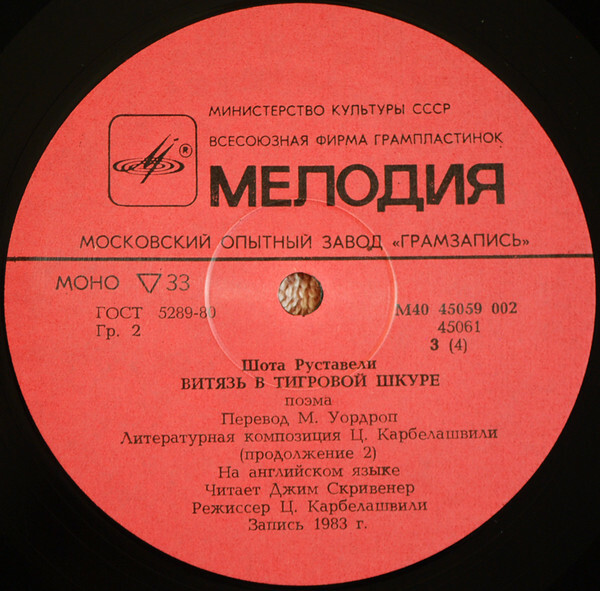 МИНИСТЕРСТВО КУЛЬТУРЫ СССР
ВСЕСОЮЗНАЯ ФИРМА ГРАМПЛАСТИНОК
®
МЕЛОДИЯ
МОСКОВСКИЙ ОПЫТНЫЙ ЗАВОД «ГРАМЗАПИСЬ»
МОНО 33
ГОСТ 5289-80
Гр. 2
М40 45059 002
45061
3 (4)
Шота Руставели
ВИТЯЗЬ В ТИГРОВОЙ ШКУРЕ
поэма
Перевод М. Уордроп
Литературная композиция Ц. Карбелашвили
(продолжение 2)
На английском языке
Читает Джим Скривенер
Режиссер Ц. Карбелашвили
Запись 1983 г.